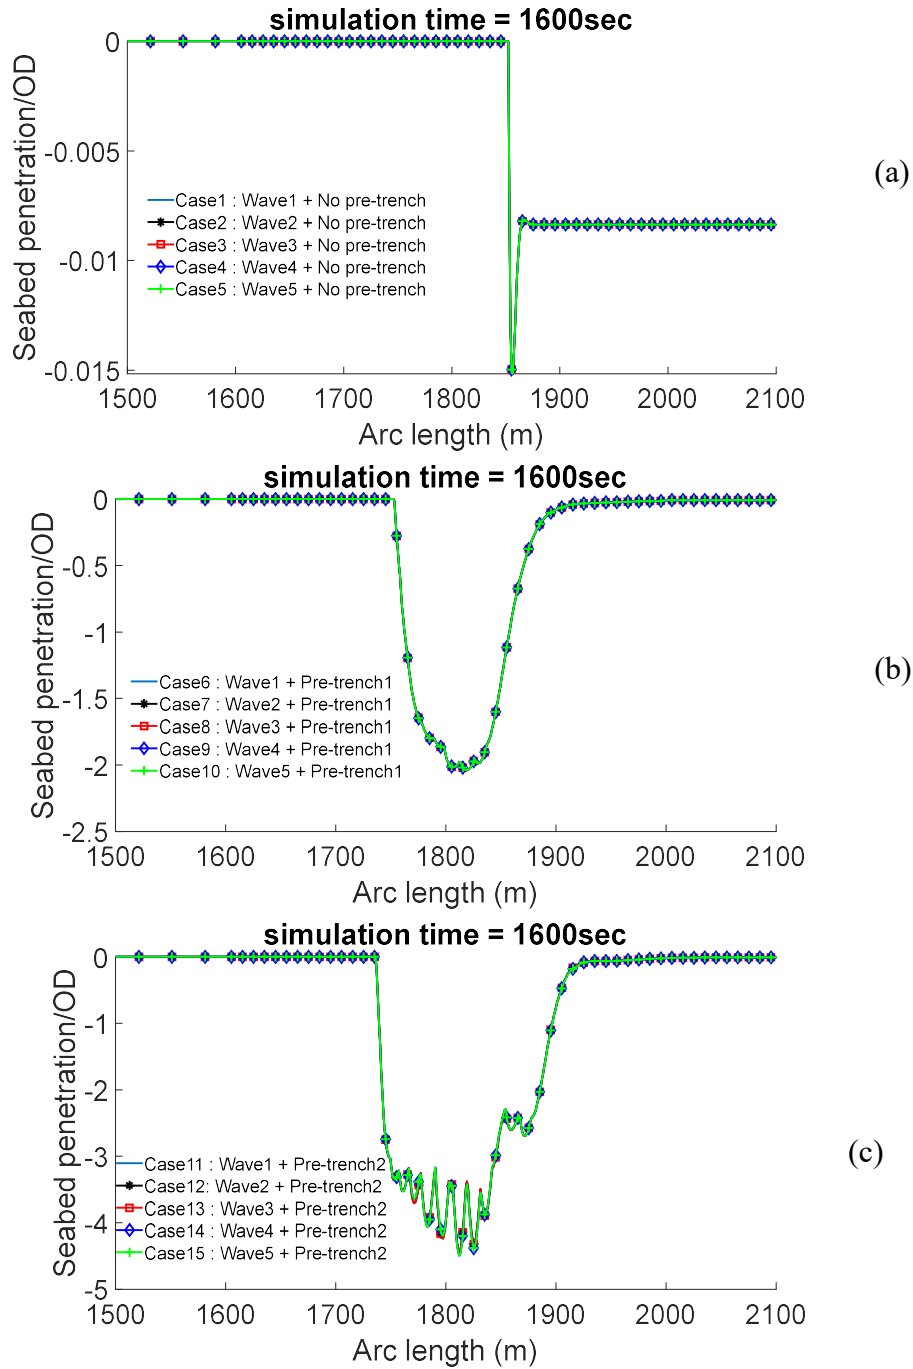 simulation time = 1600sec
0
-0.005
-0.01
-0.015
Seabed penetration/OD
Case1 : Wave1 + No pre-trench
Case2 : Wave2 + No pre-trench
Case3 : Wave3 + No pre-trench
Case4 : Wave4 + No pre-trench
Case5 : Wave5 + No pre-trench
(a)
1500 1600 1700 1800 1900 2000 2100
Arc length (m)
simulation time = 1600sec
0
-0.5
-1
-1.5
-2
-2.5
Seabed penetration/OD
Case6 : Wave1 + Pre-trench1
Case7 : Wave2 + Pre-trench1
Case8 : Wave3 + Pre-trench1
Case9 : Wave4 + Pre-trench1
Case10 : Wave5 + Pre-trench1
(b)
1500 1600 1700 1800 1900 2000 2100
Arc length (m)
simulation time = 1600sec
0
-1
-2
-3
-4
-5
Seabed penetration/OD
Case11 : Wave1 + Pre-trench2
Case12: Wave2 + Pre-trench2
Case13 : Wave3 + Pre-trench2
Case14 : Wave4 + Pre-trench2
Case15 : Wave5 + Pre-trench2
(c)
1500 1600 1700 1800 1900 2000 2100
Arc length (m)